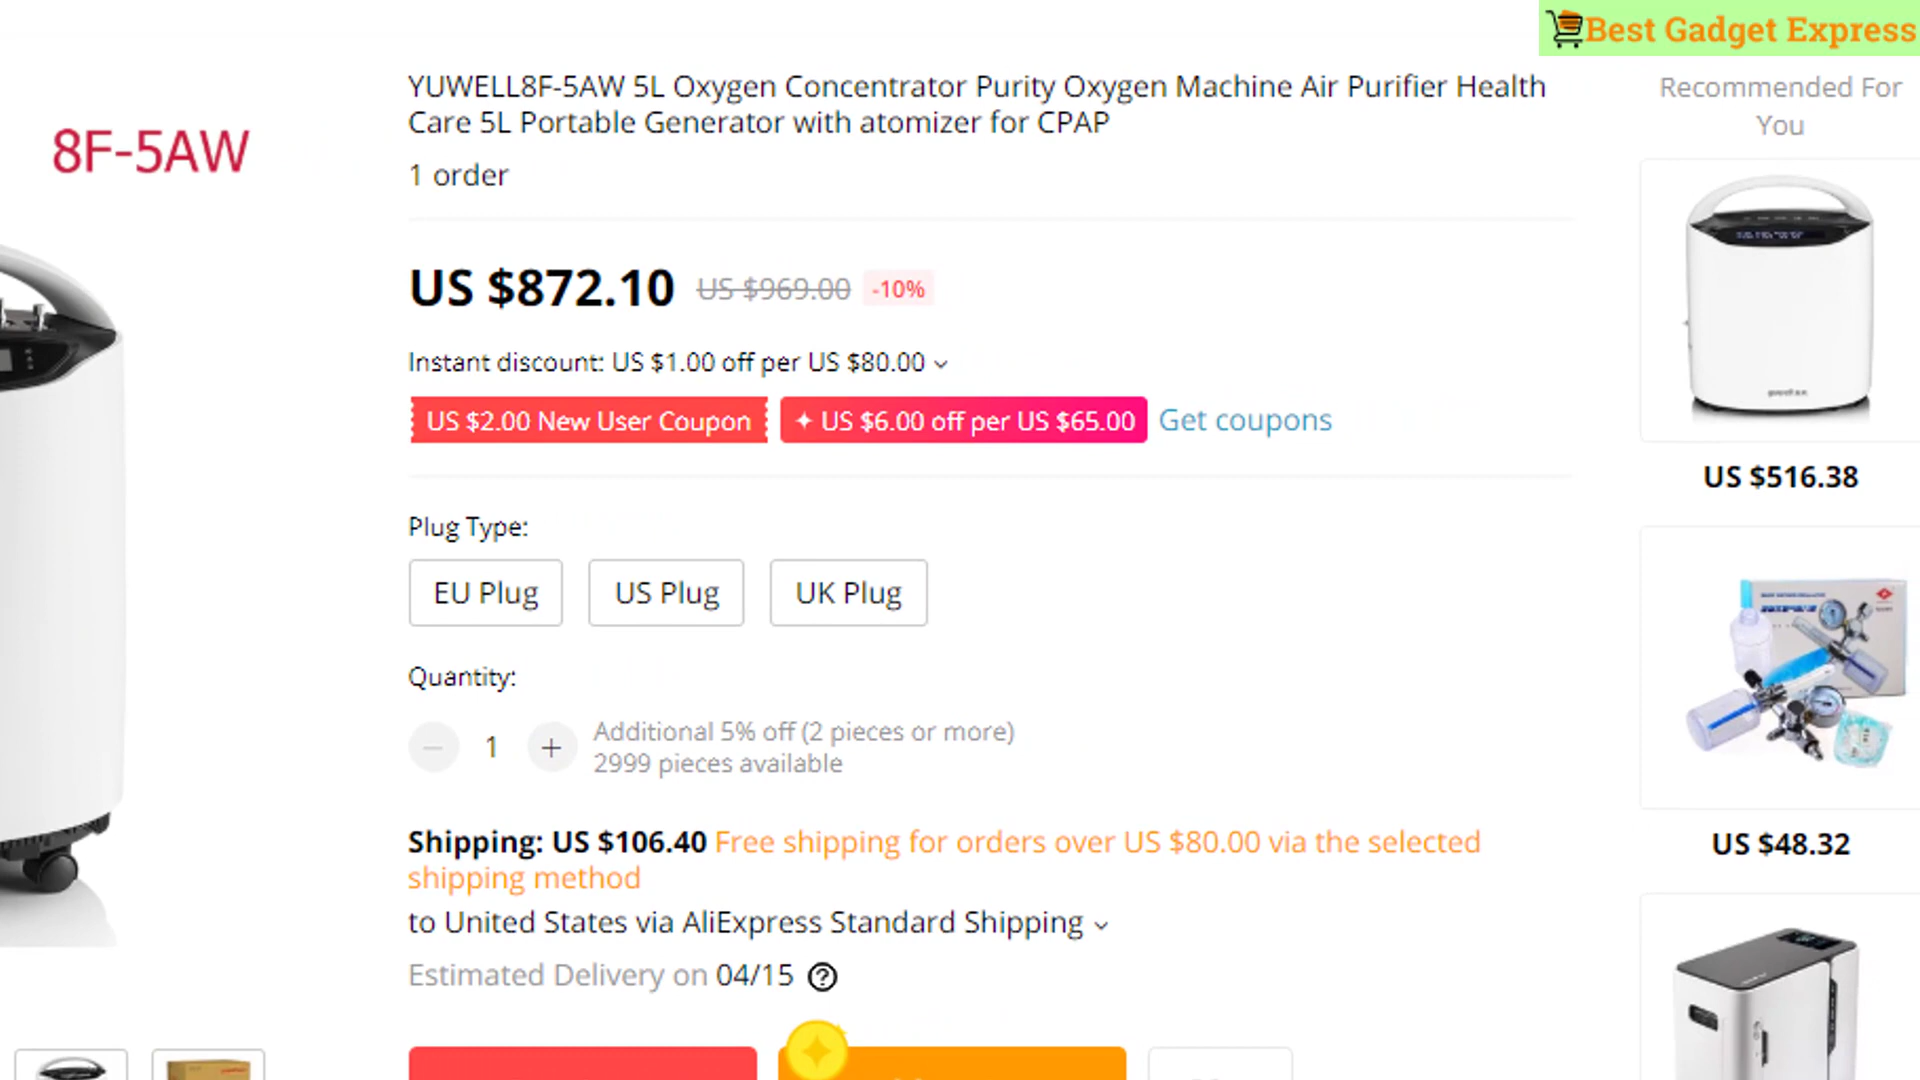 Best Gadget Express
YUWELL8F-5AW 5L Oxygen Concentrator Purity Oxygen Machine Air Purifier Health
Care 5L Portable Generator with atomizer for CPAP
1 order
8F-5AW
US $872.10 US $969.00 -10%
Instant discount: US $1.00 off per US $80.00
US $2.00 New User Coupon
US $6.00 off per US $65.00
Get coupons
Plug Type:
EU Plug
US Plug
UK Plug
Quantity:
1
Additional 5% off (2 pieces or more)
2999 pieces available
Shipping: US $106.40 Free shipping for orders over US $80.00 via the selected
shipping method
to United States via AliExpress Standard Shipping
Estimated Delivery on 04/15
Recommended For
You
US $516.38
US $48.32